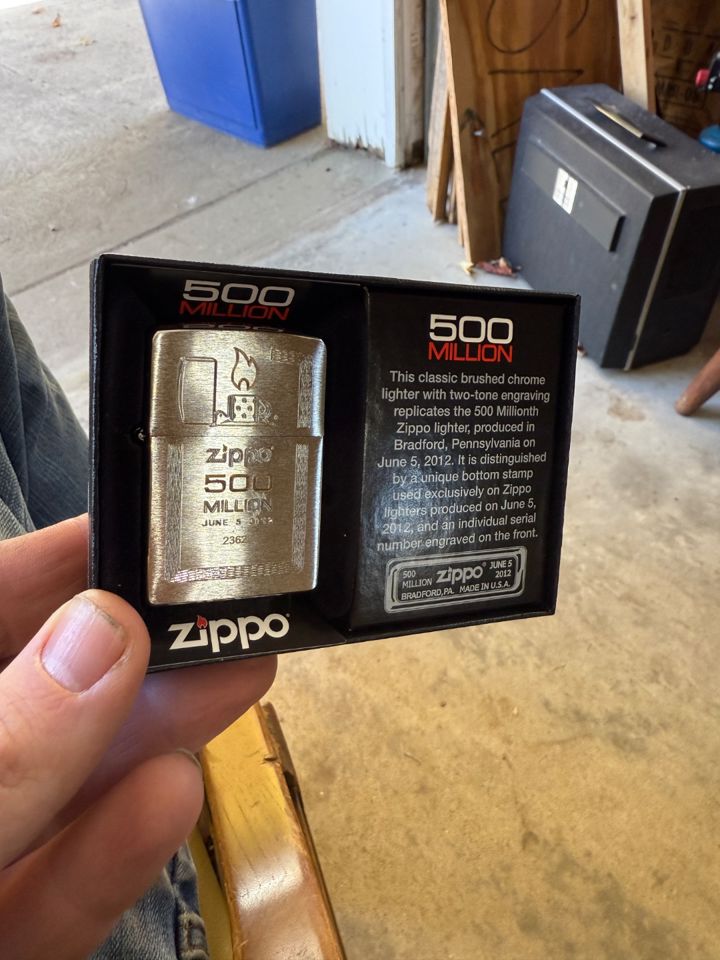 500
MILLION
zippo
500
MILLION
JUNE 5
2362
zippo
500
MILLION
This classic brushed chrome
lighter with two-tone engraving
replicates the 500 Millionth
Zippo lighter, produced in
Bradford, Pennsylvania on
June 5, 2012. It is distinguished
by a unique bottom stamp
used exclusively on Zippo
lighters produced on June 5,
2012, and an individual serial
number engraved on the front.
500 MILLION zippo® JUNE 5 2012
BRADFORD,PA. MADE IN U.S.A.